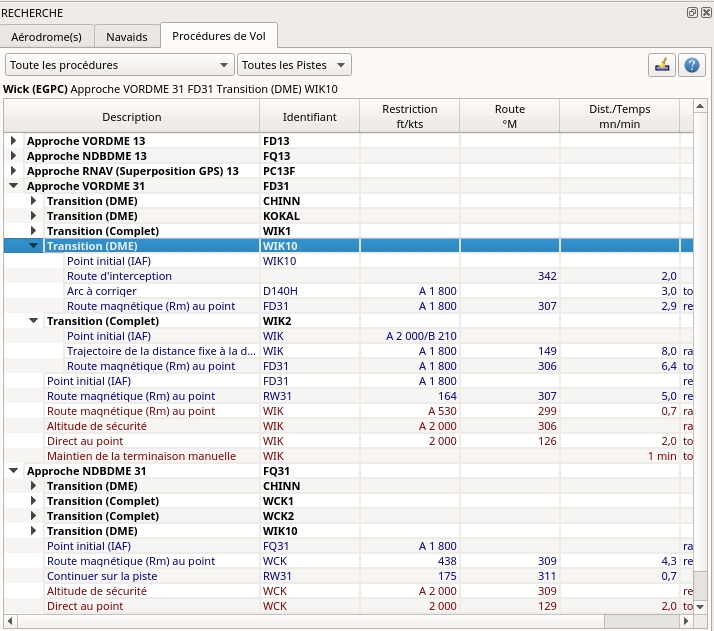 RECHERCHE
Aérodrome(s) Navaids Procédures de Vol
Toute les procédures Toutes les Pistes
Wick (EGPC) Approche VORDME 31 FD31 Transition (DME) WIK10
Description Identifiant Restriction ft/kts Route °M Dist./Temps mn/min
Approche VORDME 13 FD13
Approche NDBDME 13 FQ13
Approche RNAV (Superposition GPS) 13 PC13F
Approche VORDME 31 FD31
Transition (DME) CHINN
Transition (DME) KOKAL
Transition (Complet) WIK1
Transition (DME) WIK10
Point initial (IAF) WIK10
Route d'interception 342 2,0
Arc à corriger D140H A 1 800 3,0 to
Route magnétique (Rm) au point FD31 A 1 800 307 2,9 re
Transition (Complet) WIK2
Point initial (IAF) WIK A 2 000/B 210
Trajectoire de la distance fixe à la d... WIK A 1 800 149 8,0 ra
Route magnétique (Rm) au point FD31 A 1 800 306 6,4 to
Point initial (IAF) FD31 A 1 800 re
Route magnétique (Rm) au point RW31 164 307 5,0 re
Route magnétique (Rm) au point WIK A 530 299 0,7 ra
Altitude de sécurité WIK A 2 000 306 ra
Direct au point WIK 2 000 126 2,0 to
Maintien de la terminaison manuelle WIK 1 min to
Approche NDBDME 31 FQ31
Transition (DME) CHINN
Transition (Complet) WCK1
Transition (Complet) WCK2
Transition (DME) WIK10
Point initial (IAF) FQ31 A 1 800 ra
Route magnétique (Rm) au point WCK 438 309 4,3 re
Continuer sur la piste RW31 175 311 0,7 ra
Altitude de sécurité WCK A 2 000 309 re
Direct au point WCK 2 000 129 2,0 to